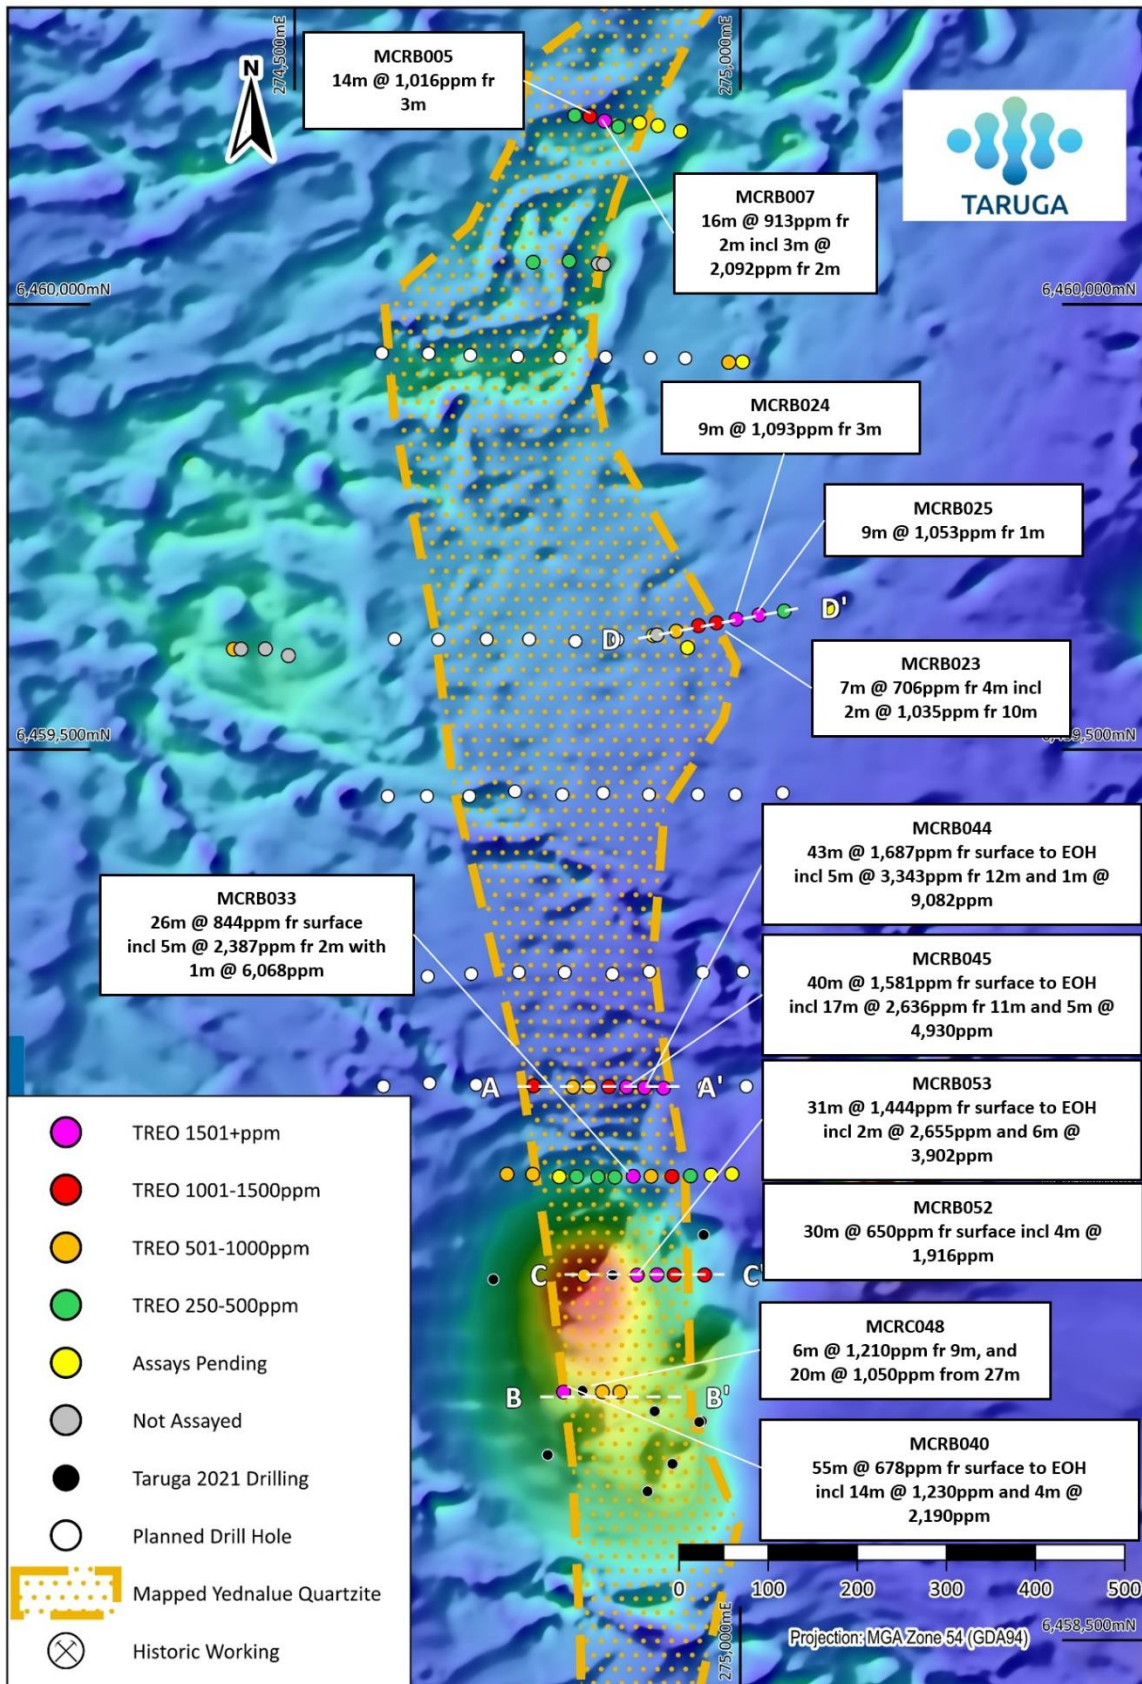 274,500mE
275,000mE
MCRB005
14m @ 1,016ppm fr
3m
N
TARUGA
MCRB007
16m @ 913ppm fr
2m incl 3m @
2,092ppm fr 2m
6,460,000mN
6,460,000mN
MCRB024
9m @ 1,093ppm fr 3m
MCRB025
9m @ 1,053ppm fr 1m
D
D'
MCRB023
7m @ 706ppm fr 4m incl
2m @ 1,035ppm fr 10m
6,459,500mN
6,459,500mN
MCRB044
43m @ 1,687ppm fr surface to EOH
incl 5m @ 3,343ppm fr 12m and 1m @
9,082ppm
MCRB033
26m @ 844ppm fr surface
incl 5m @ 2,387ppm fr 2m with
1m @ 6,068ppm
MCRB045
40m @ 1,581ppm fr surface to EOH
incl 17m @ 2,636ppm fr 11m and 5m @
4,930ppm
A
A'
MCRB053
31m @ 1,444ppm fr surface to EOH
incl 2m @ 2,655ppm and 6m @
3,902ppm
MCRB052
30m @ 650ppm fr surface incl 4m @
1,916ppm
C
C'
MCRC048
6m @ 1,210ppm fr 9m, and
20m @ 1,050ppm from 27m
B
B'
MCRB040
55m @ 678ppm fr surface to EOH
incl 14m @ 1,230ppm and 4m @
2,190ppm
TREO 1501+ppm
TREO 1001-1500ppm
TREO 501-1000ppm
TREO 250-500ppm
Assays Pending
Not Assayed
Taruga 2021 Drilling
Planned Drill Hole
Mapped Yednalue Quartzite
Historic Working
0 100 200 300 400 500
275,000mE
6,458,500mN
Projection: MGA Zone 54 (GDA94)